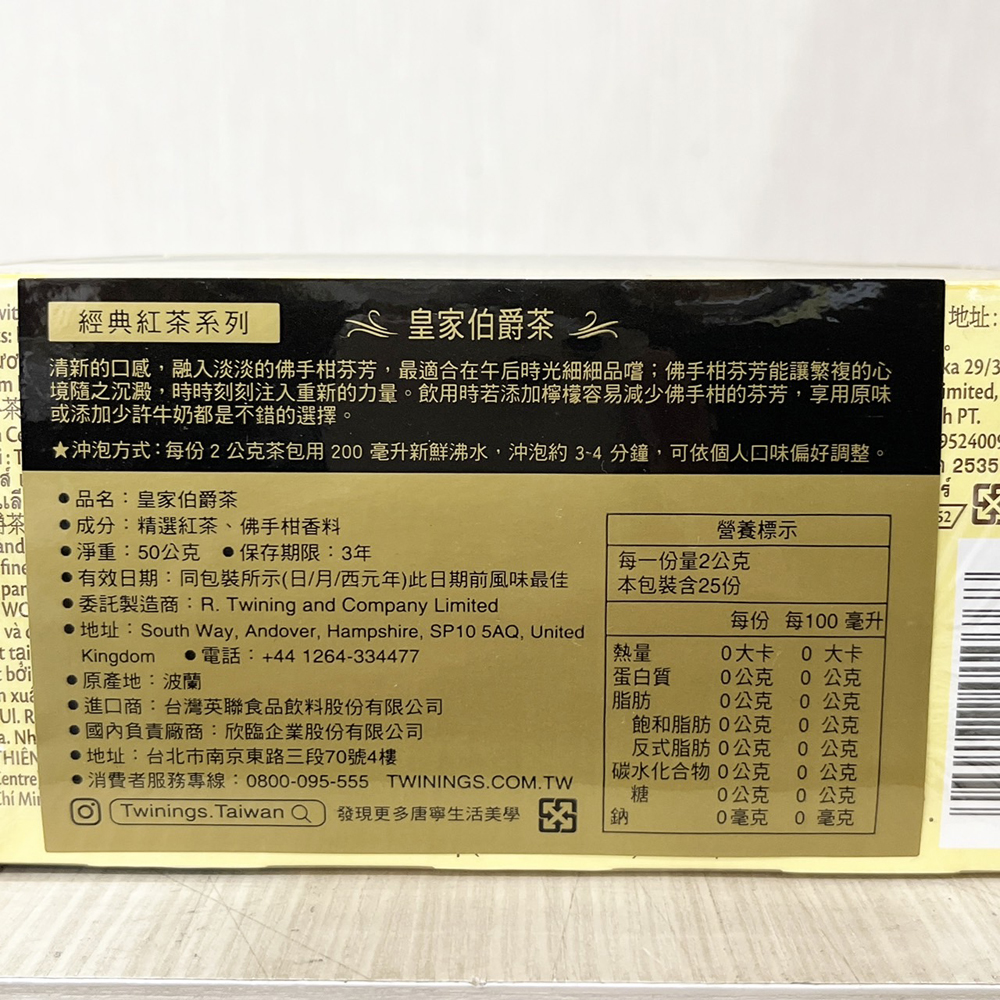 經典紅茶系列
皇家伯爵茶
清新的口感，融入淡淡的佛手柑芬芳，最適合在午后時光細細品嚐；佛手柑芬芳能讓繁複的心
境隨之沉澱，時時刻刻注入重新的力量。飲用時若添加檸檬容易減少佛手柑的芬芳，享用原味
或添加少許牛奶都是不錯的選擇。
★沖泡方式：每份 2 公克茶包用 200 毫升新鮮沸水，沖泡約 3-4 分鐘，可依個人口味偏好調整。
●品名：皇家伯爵茶
●成分：精選紅茶、佛手柑香料
●淨重：50公克 ●保存期限：3年
●有效日期：同包裝所示(日/月/西元年)此日期前風味最佳
●委託製造商：R. Twining and Company Limited
●地址：South Way, Andover, Hampshire, SP10 5AQ, United
Kingdom ●電話：+44 1264-334477
●原產地：波蘭
●進口商：台灣英聯食品飲料股份有限公司
●國內負責廠商：欣臨企業股份有限公司
●地址：台北市南京東路三段70號4樓
●消費者服務專線：0800-095-555 TWININGS.COM.TW
Twinings.Taiwan 發現更多唐寧生活美學
營養標示
每一份量2公克
本包裝含25份
每份 每100 毫升
熱量 0大卡 0 大卡
蛋白質 0公克 0 公克
脂肪 0公克 0 公克
飽和脂肪 0公克 0 公克
反式脂肪 0公克 0 公克
碳水化合物 0公克 0 公克
糖 0公克 0 公克
鈉 0毫克 0 毫克
地址:
ka 29/3
imited,
h PT.
952400
2535
52